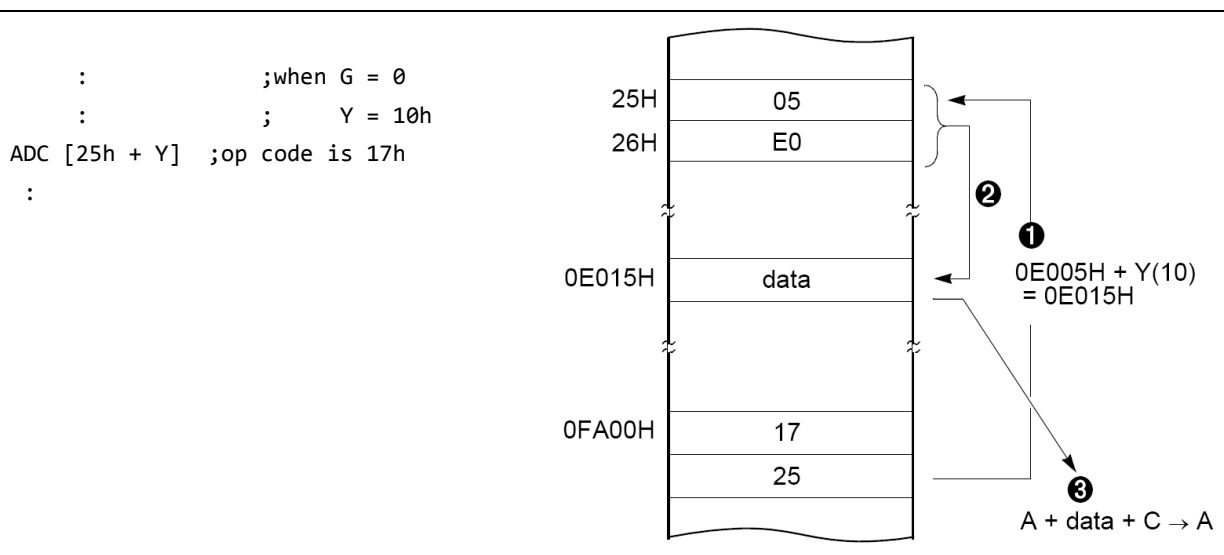 : ;when G = 0
: ; Y = 10h
ADC [25h + Y] ;op code is 17h
:
25H 05
26H E0
❷
❶
0E015H data
0E005H + Y(10)
= 0E015H
0FA00H 17
25
❸
A + data + C → A